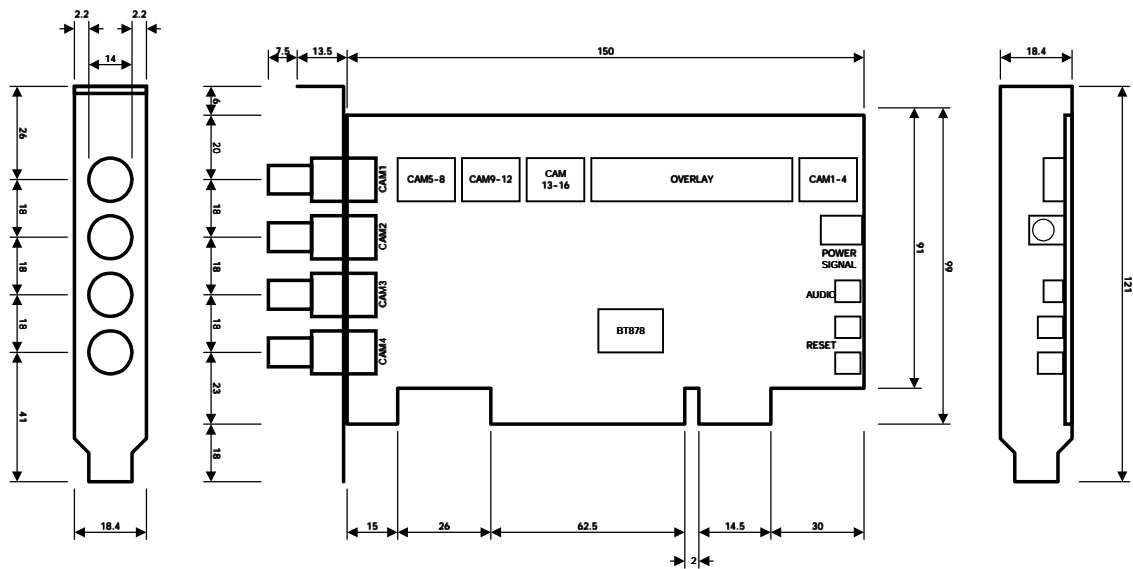 2.2
2.2
14
7.5
13.5
150
18.4
26
18
18
18
41
18.4
6
20
18
18
18
23
18
CAM1
CAM2
CAM3
CAM4
CAM5-8
CAM9-12
CAM
13-16
OVERLAY
CAM1-4
POWER
SIGNAL
AUDIO
RESET
BT878
91
99
121
15
26
62.5
2
14.5
30